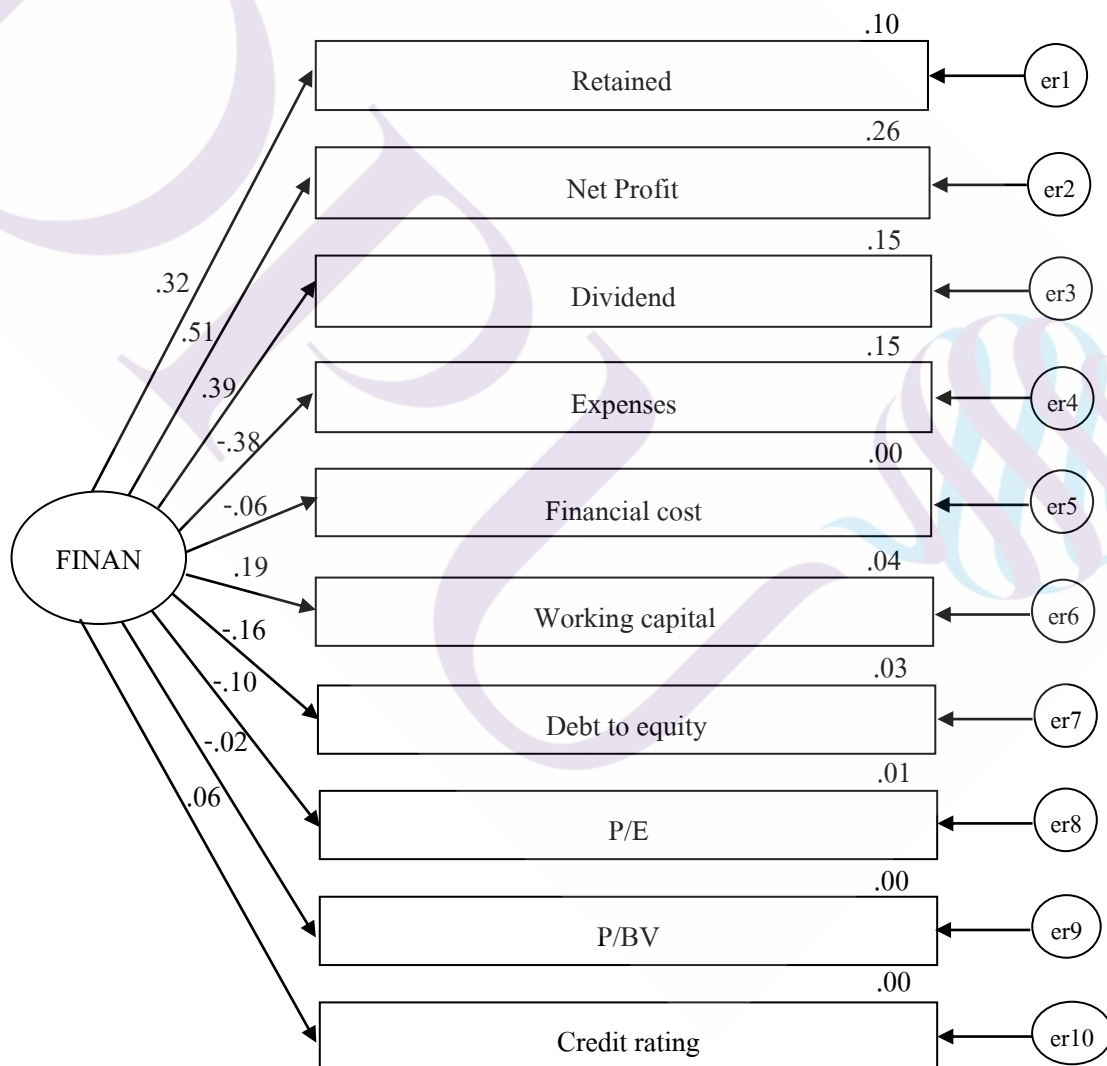 .10
Retained
er1
.26
Net Profit
er2
.15
.32
Dividend
er3
.51
.15
.39
Expenses
er4
-.38
.00
-.06
Financial cost
er5
FINAN
.19
.04
Working capital
er6
-.16
.03
-.10
Debt to equity
er7
-.02
.01
.06
P/E
er8
.00
P/BV
er9
.00
Credit rating
er10